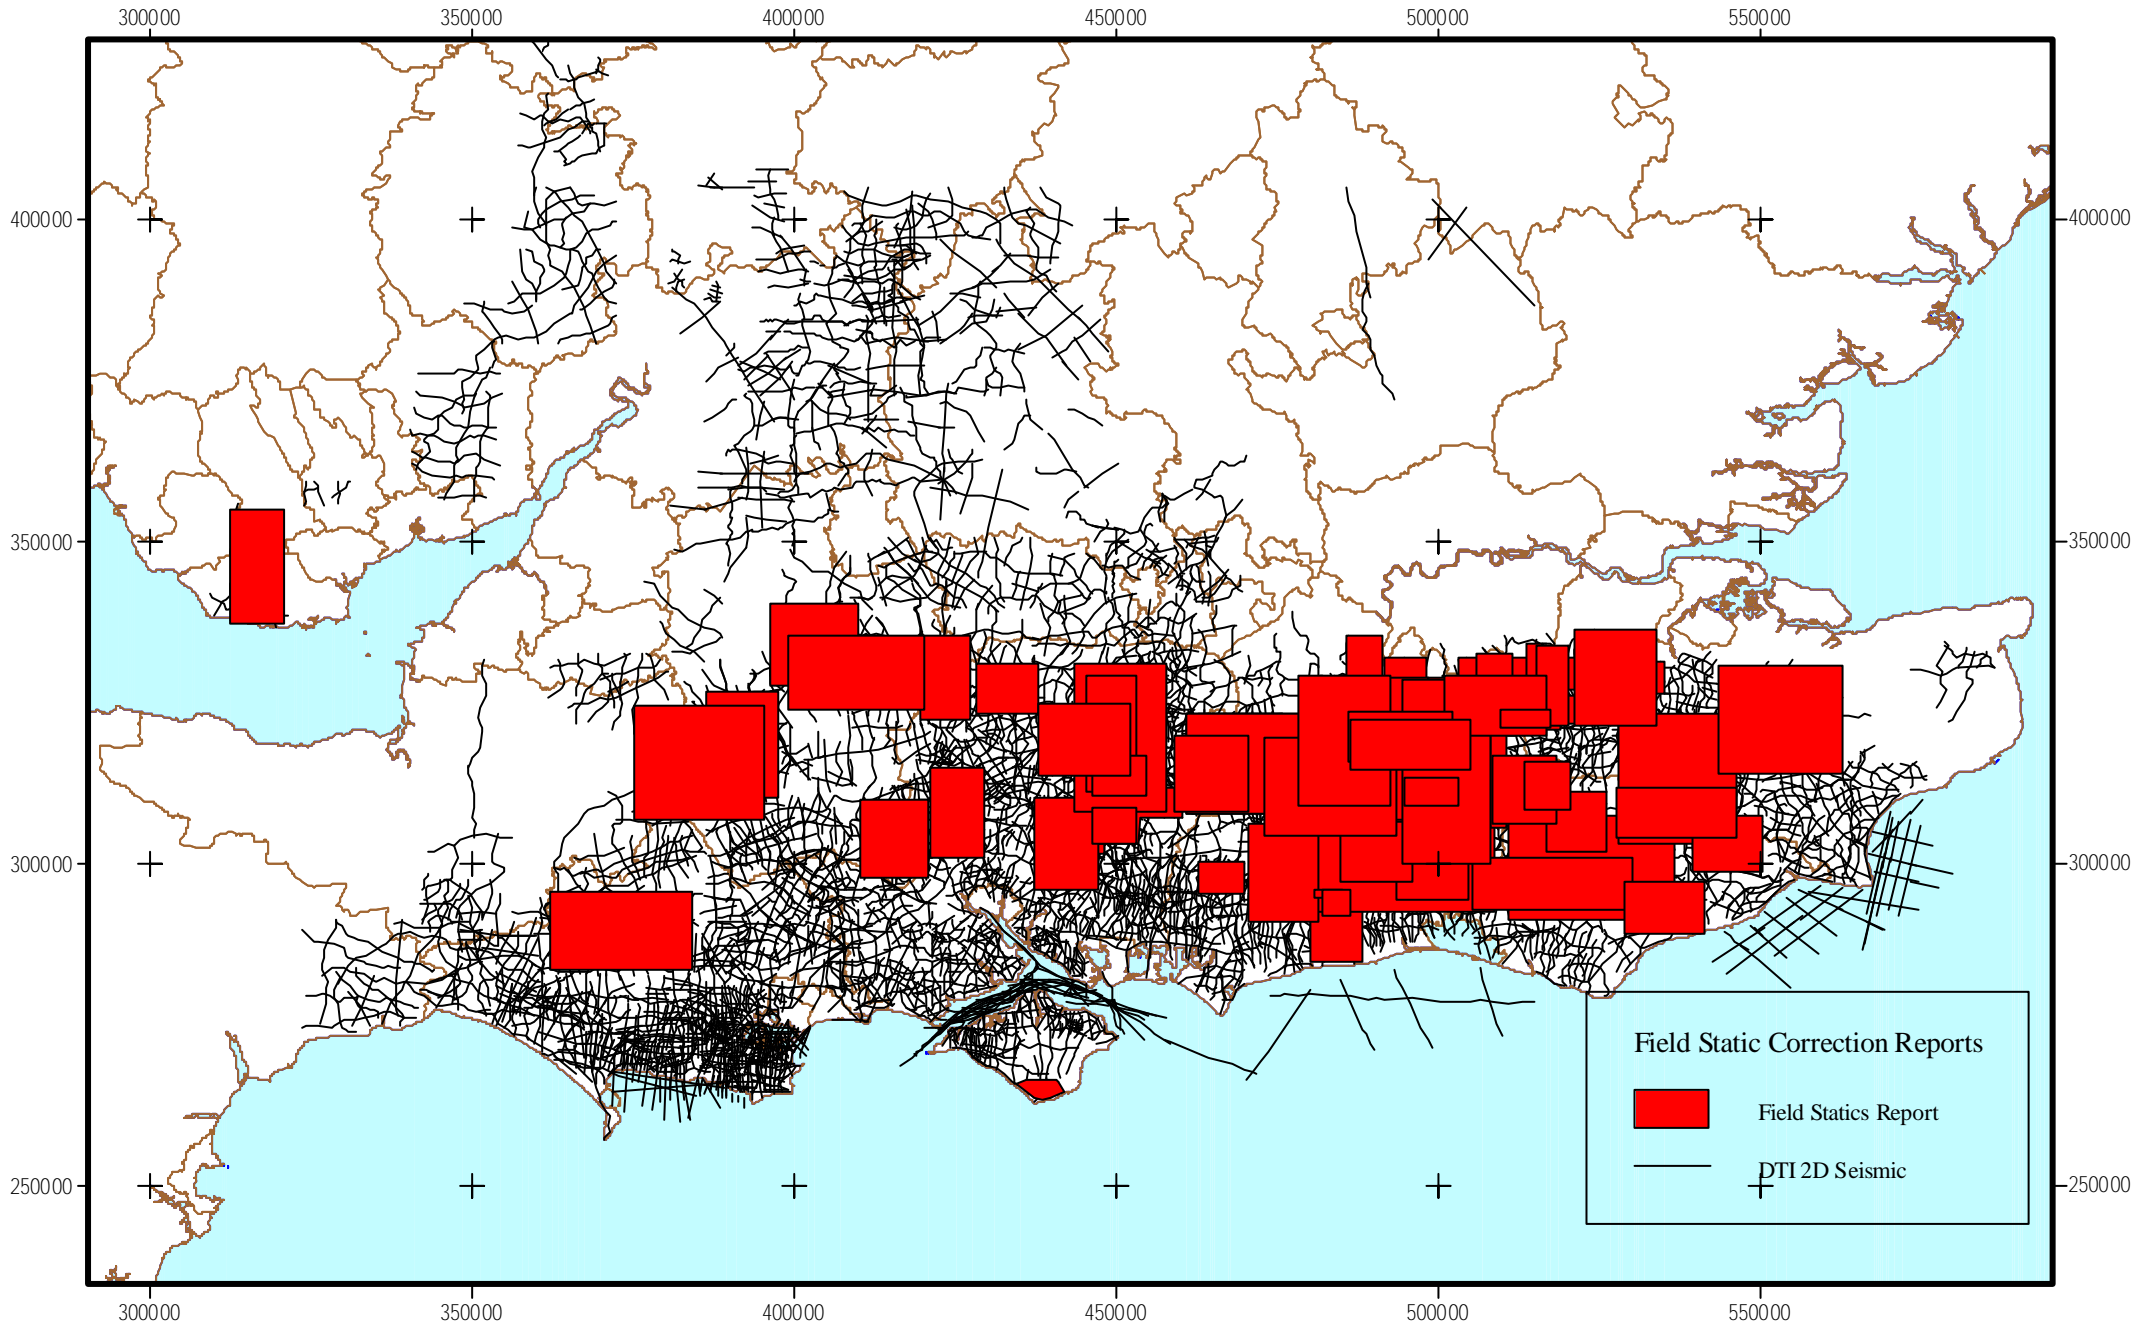 300000 350000 400000 450000 500000 550000
400000 400000
350000 350000
300000 300000
Field Static Correction Reports
Field Statics Report
DTI 2D Seismic
250000 250000
300000 350000 400000 450000 500000 550000